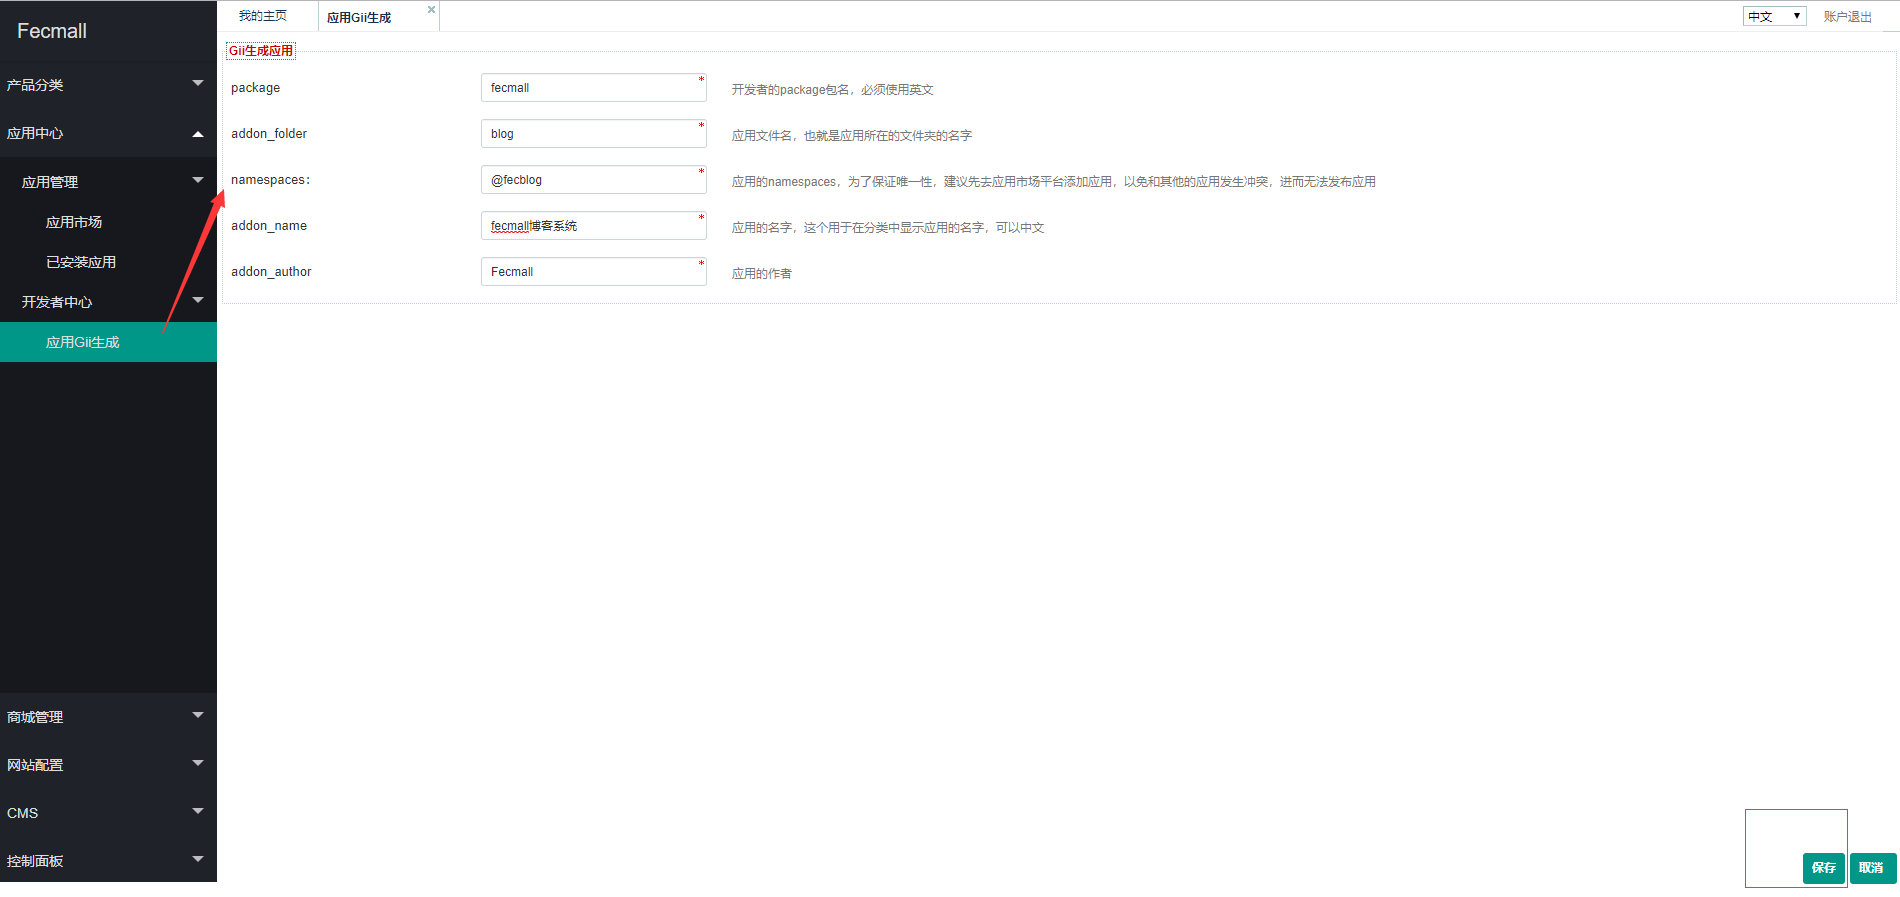 Fecmall
产品分类
应用中心
应用管理
应用市场
已安装应用
开发者中心
应用Gii生成
商城管理
网站配置
CMS
控制面板
我的主页
应用Gii生成
中文
账户退出
Gii生成应用
package fecmall * 开发者的package包名，必须使用英文
addon_folder blog * 应用文件名，也就是应用所在的文件夹的名字
namespaces: @fecblog * 应用的namespaces，为了保证唯一性，建议先去应用市场平台添加应用，以免和其他的应用发生冲突，进而无法发布应用
addon_name fecmall博客系统 * 应用的名字，这个用于在分类中显示应用的名字，可以中文
addon_author Fecmall * 应用的作者
保存 取消